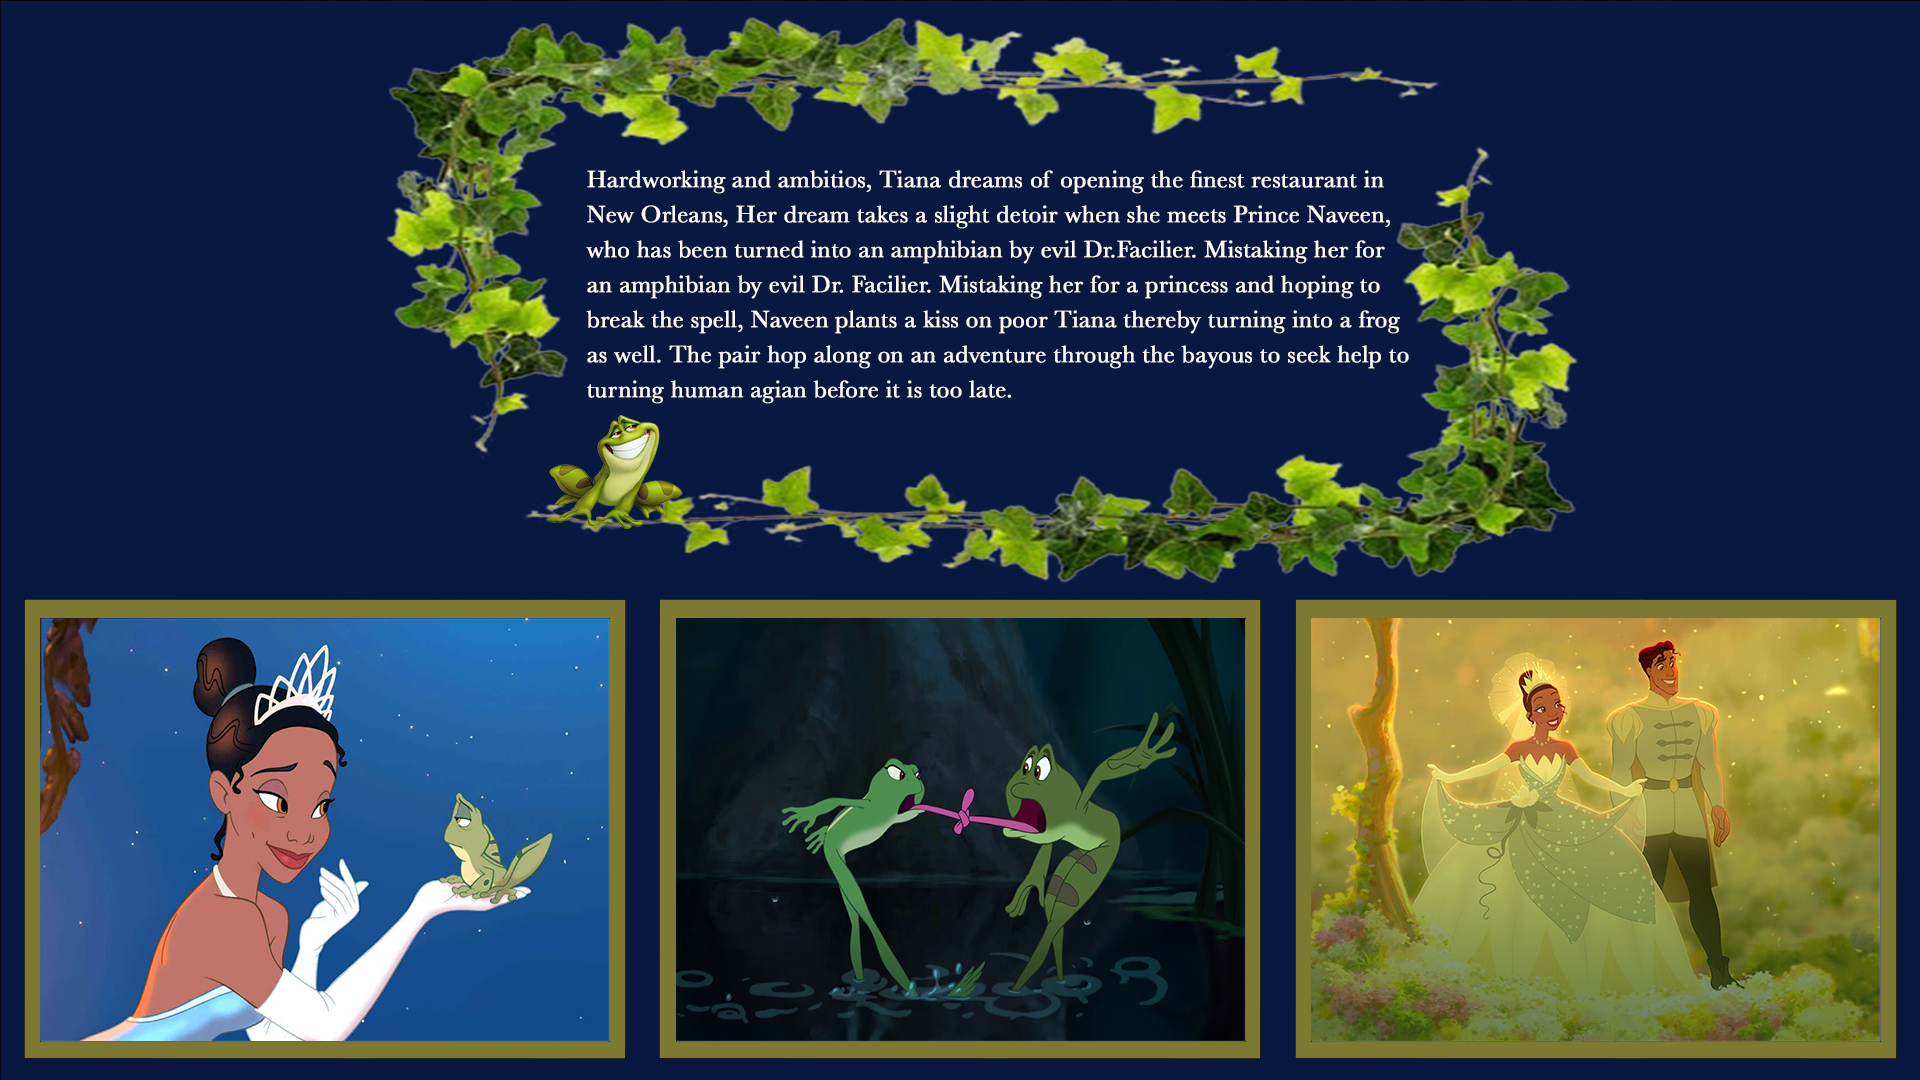 Hardworking and ambitios, Tiana dreams of opening the finest restaurant in
New Orleans, Her dream takes a slight detoir when she meets Prince Naveen,
who has been turned into an amphibian by evil Dr.Facilier. Mistaking her for
an amphibian by evil Dr. Facilier. Mistaking her for a princess and hoping to
break the spell, Naveen plants a kiss on poor Tiana thereby turning into a frog
as well. The pair hop along on an adventure through the bayous to seek help to
turning human agian before it is too late.